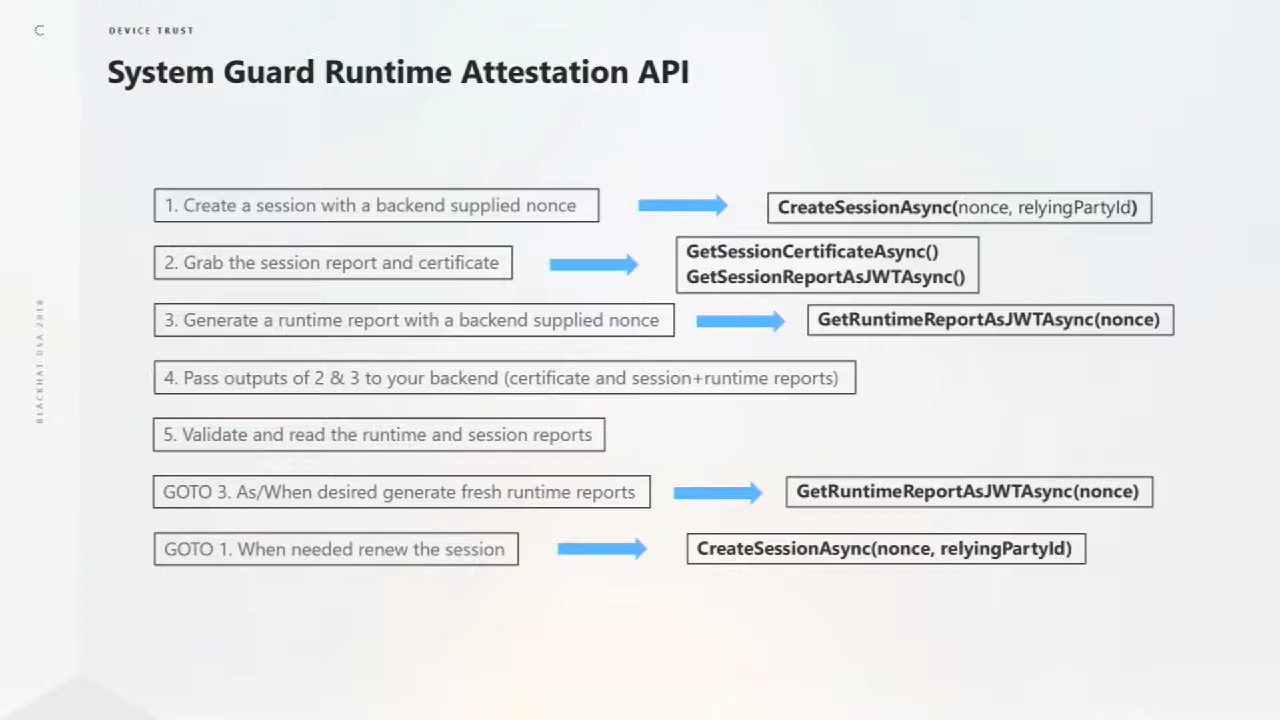 DEVICE TRUST
System Guard Runtime Attestation API
1. Create a session with a backend supplied nonce
CreateSessionAsync(nonce, relyingPartyId)
2. Grab the session report and certificate
GetSessionCertificateAsync()
GetSessionReportAsJWTAsync()
3. Generate a runtime report with a backend supplied nonce
GetRuntimeReportAsJWTAsync(nonce)
4. Pass outputs of 2 & 3 to your backend (certificate and session+runtime reports)
5. Validate and read the runtime and session reports
GOTO 3. As/When desired generate fresh runtime reports
GetRuntimeReportAsJWTAsync(nonce)
GOTO 1. When needed renew the session
CreateSessionAsync(nonce, relyingPartyId)
BLACKHAT USA 2018